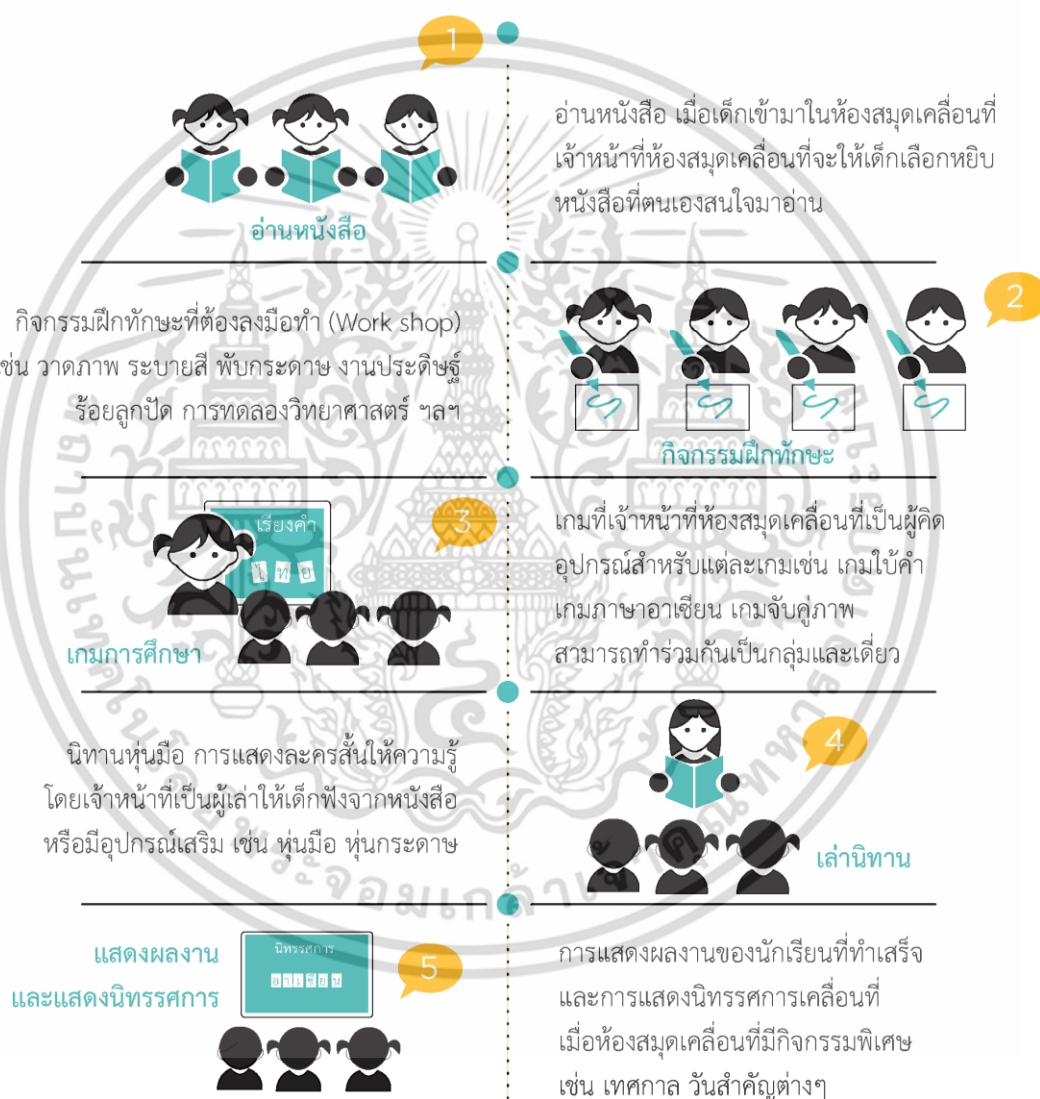 1
อ่านหนังสือ
อ่านหนังสือ เมื่อเด็กเข้ามาในห้องสมุดเคลื่อนที่
เจ้าหน้าที่ห้องสมุดเคลื่อนที่จะให้เด็กเลือกหยิบ
หนังสือที่ตนเองสนใจมาอ่าน
กิจกรรมฝึกทักษะที่ต้องลงมือทำ (Work shop)
เช่น วาดภาพ ระบายสี พับกระดาษ งานประดิษฐ์
ร้อยลูกปัด การทดลองวิทยาศาสตร์ ฯลฯ
2
กิจกรรมฝึกทักษะ
3
เรียงคำ
ไทย
เกมการศึกษา
เกมที่เจ้าหน้าที่ห้องสมุดเคลื่อนที่เป็นผู้คิด
อุปกรณ์สำหรับแต่ละเกมเช่น เกมใบ้คำ
เกมภาษาอาเซียน เกมจับคู่ภาพ
สามารถทำร่วมกันเป็นกลุ่มและเดี่ยว
นิทานหุ่นมือ การแสดงละครสั้นให้ความรู้
โดยเจ้าหน้าที่เป็นผู้เล่าให้เด็กฟังจากหนังสือ
หรือมีอุปกรณ์เสริม เช่น หุ่นมือ หุ่นกระดาษ
4
เล่านิทาน
แสดงผลงาน
และแสดงนิทรรศการ
นิทรรศการ
อาเซียน
5
การแสดงผลงานของนักเรียนที่ทำเสร็จ
และการแสดงนิทรรศการเคลื่อนที่
เมื่อห้องสมุดเคลื่อนที่มีกิจกรรมพิเศษ
เช่น เทศกาล วันสำคัญต่างๆ